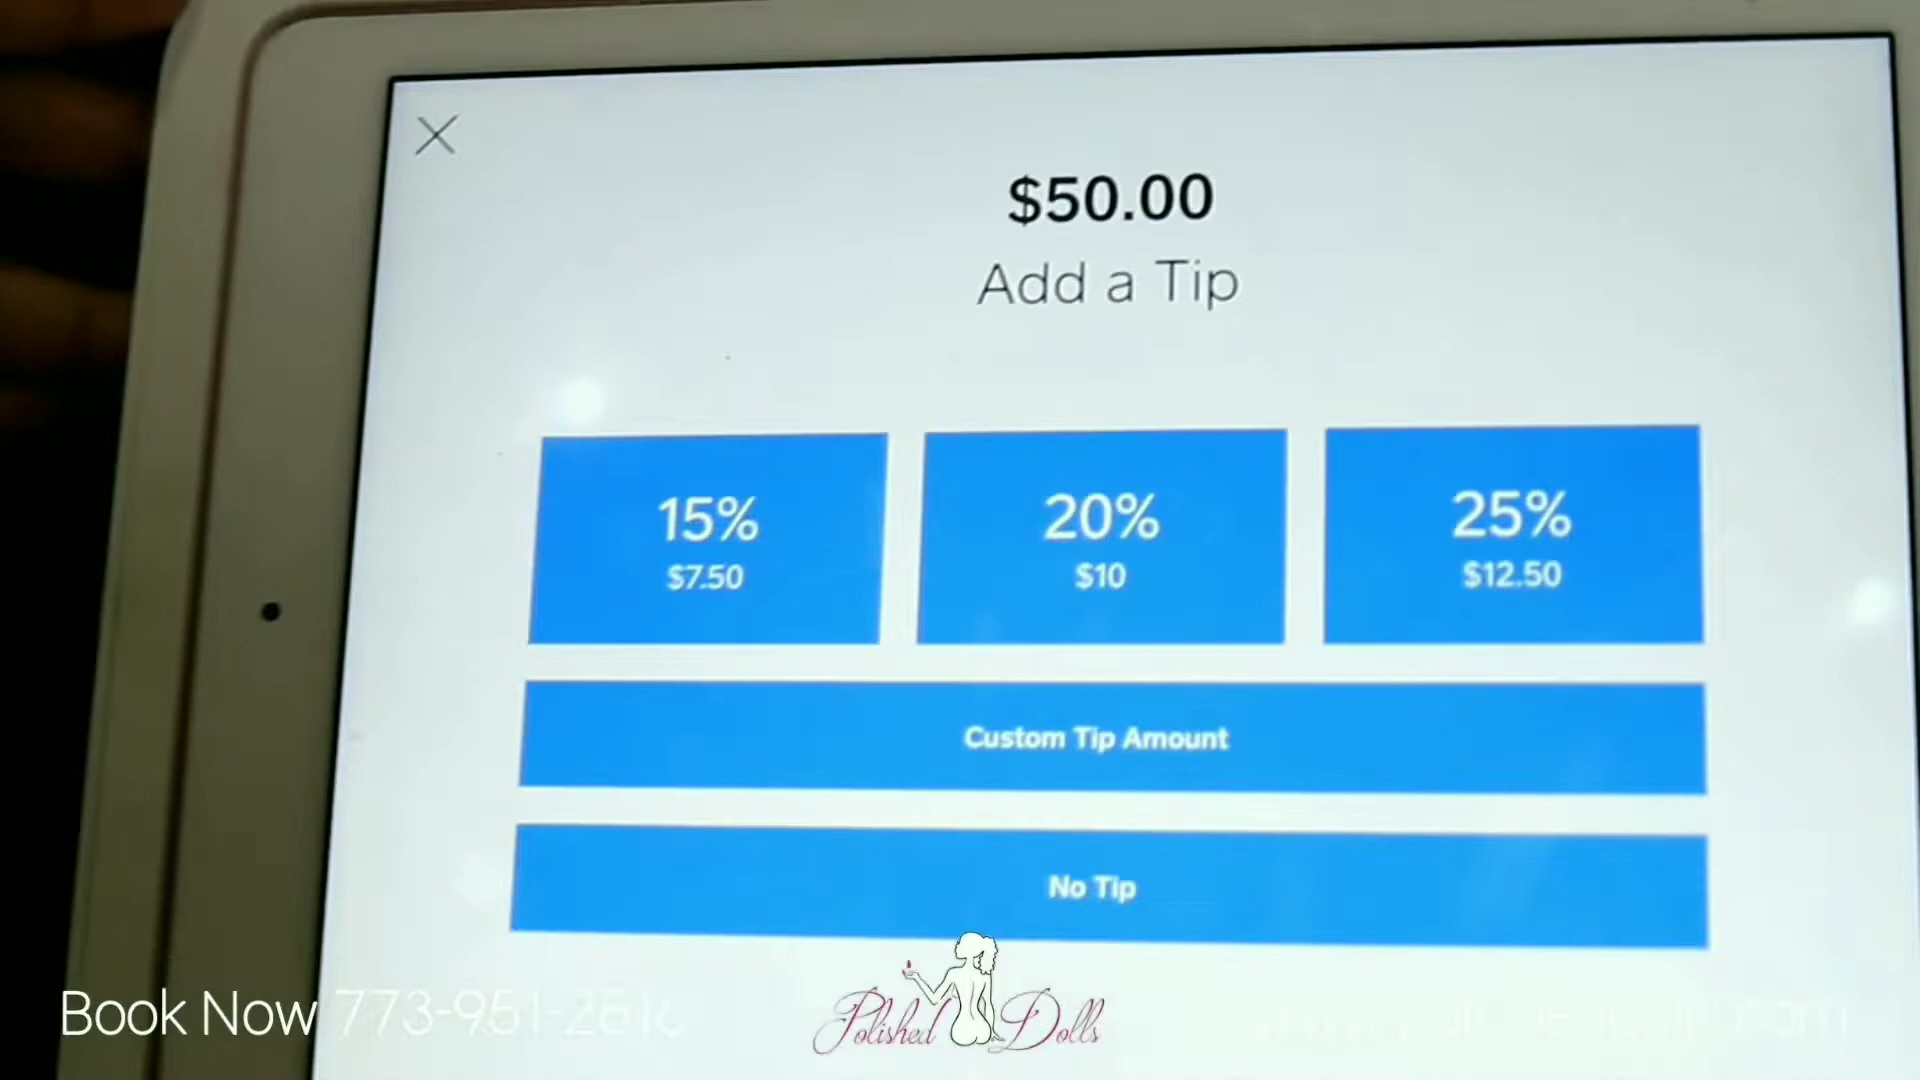 $50.00
Add a Tip
15%
$7.50
20%
$10
25%
$12.50
Custom Tip Amount
No Tip
Book Now
Polished Dolls